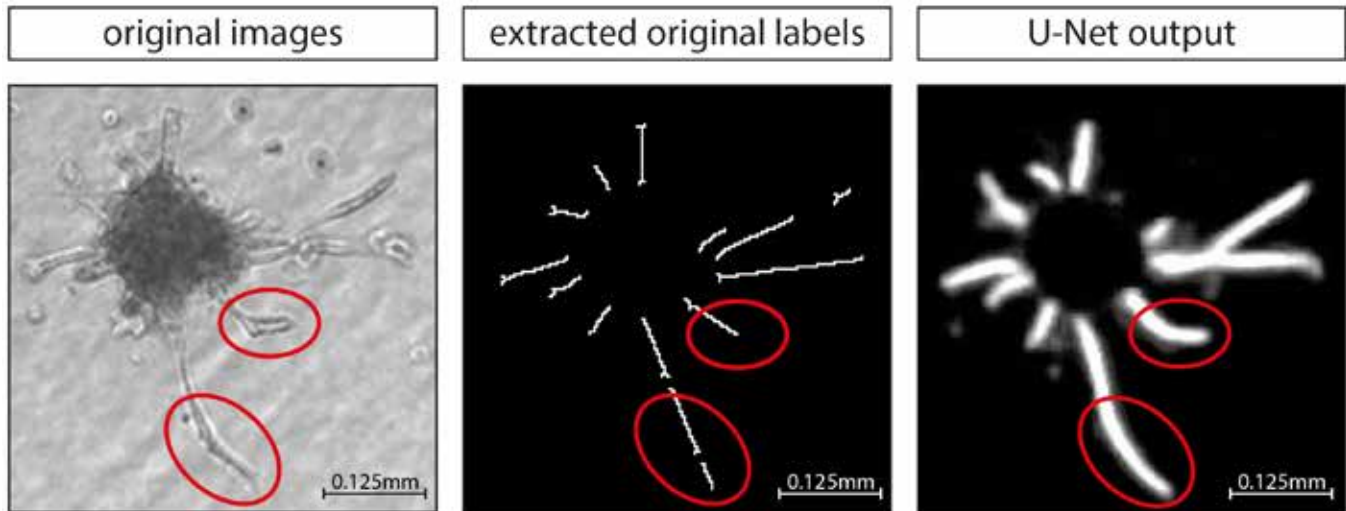 original images
extracted original labels
U-Net output
0.125mm
0.125mm
0.125mm